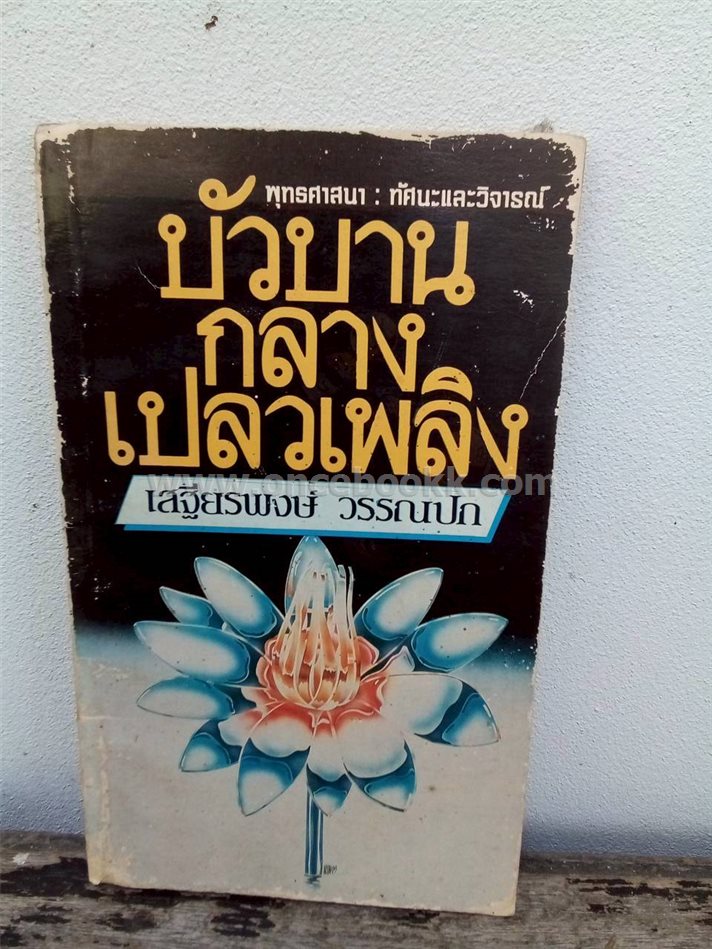 พุทธศาสนา : ทัศนะและวิจารณ์
บัวบาน
กลาง
เปลวเพลิง
www.oncebookk.com
เสฐียรพงษ์ วรรณปก